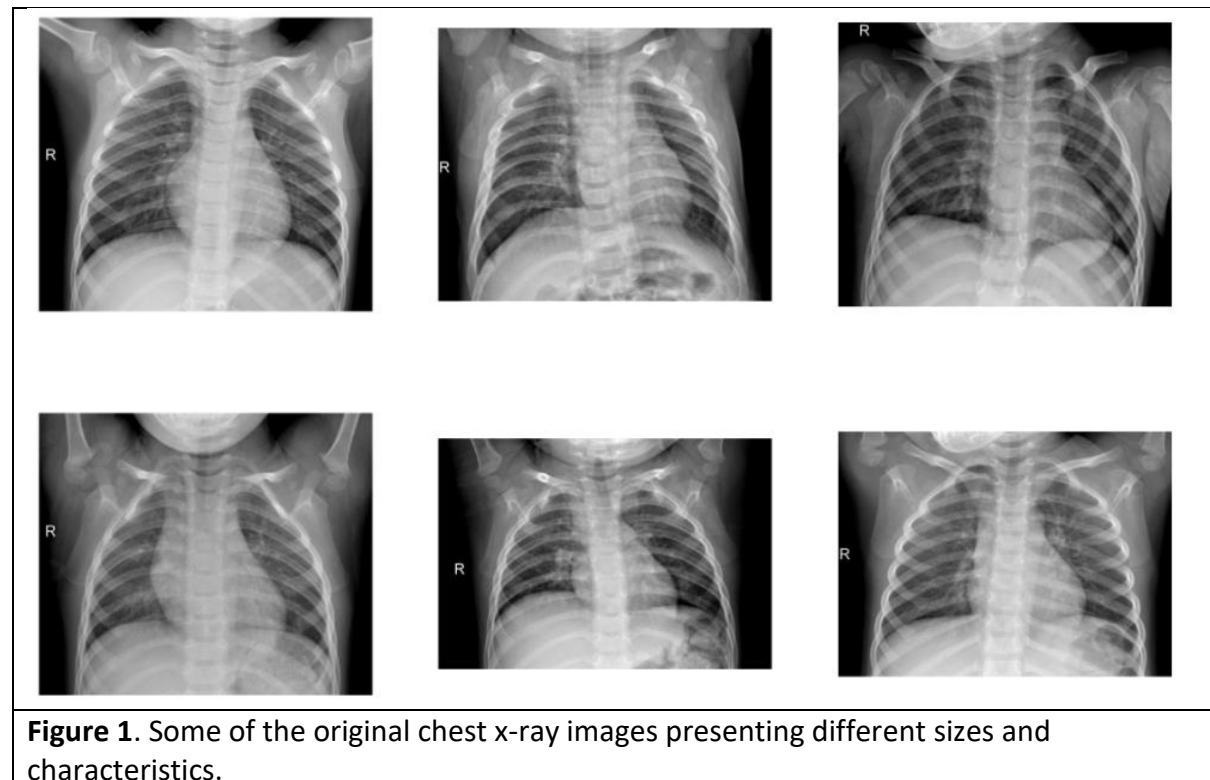 R
R
R
R
R
R
Figure 1. Some of the original chest x-ray images presenting different sizes and
characteristics.